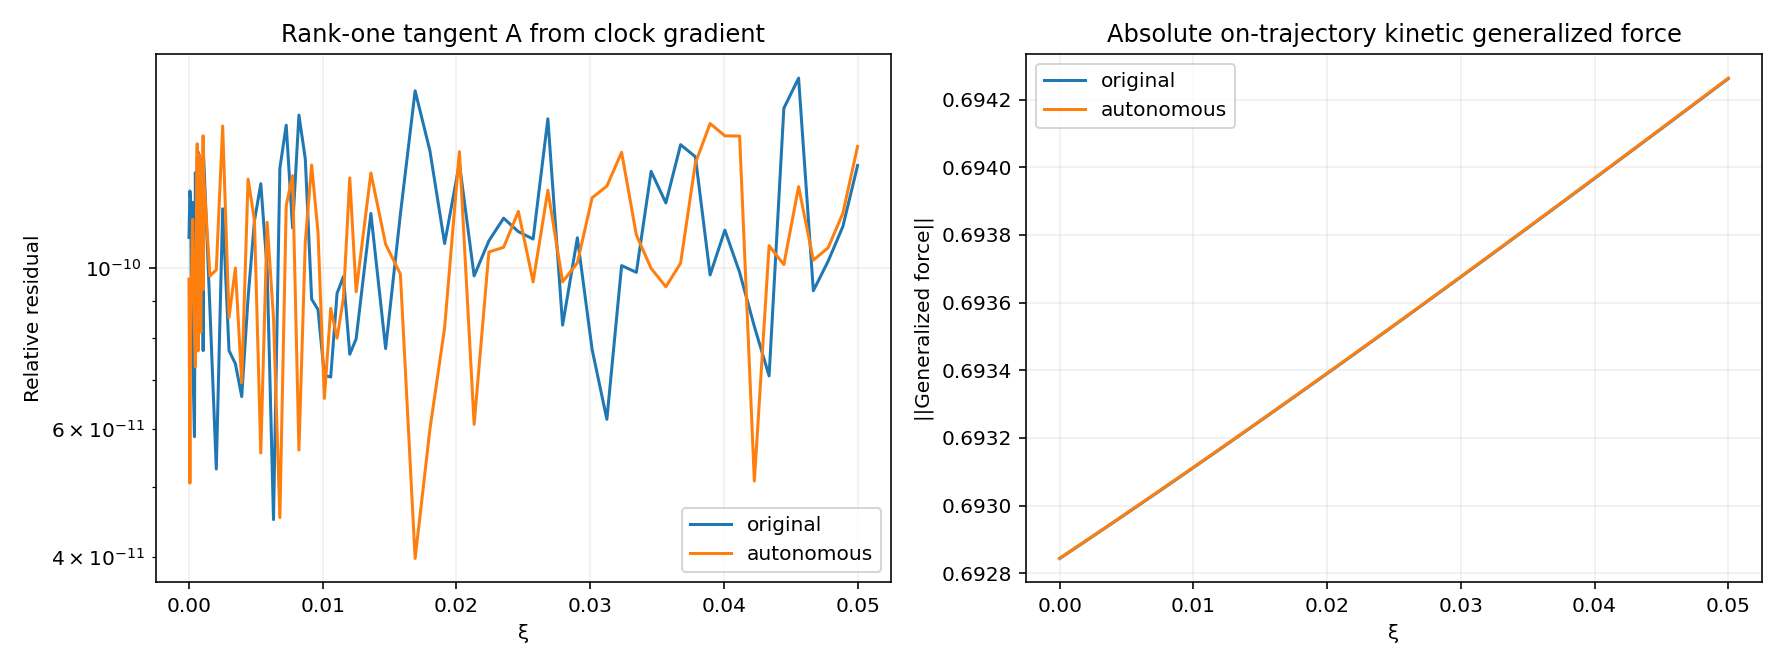 Rank-one tangent A from clock gradient
Relative residual
10⁻¹⁰
6 × 10⁻¹¹
4 × 10⁻¹¹
original
autonomous
0.00 0.01 0.02 0.03 0.04 0.05
ξ
Absolute on-trajectory kinetic generalized force
||Generalized force||
original
autonomous
0.6942
0.6940
0.6938
0.6936
0.6934
0.6932
0.6930
0.6928
0.00 0.01 0.02 0.03 0.04 0.05
ξ